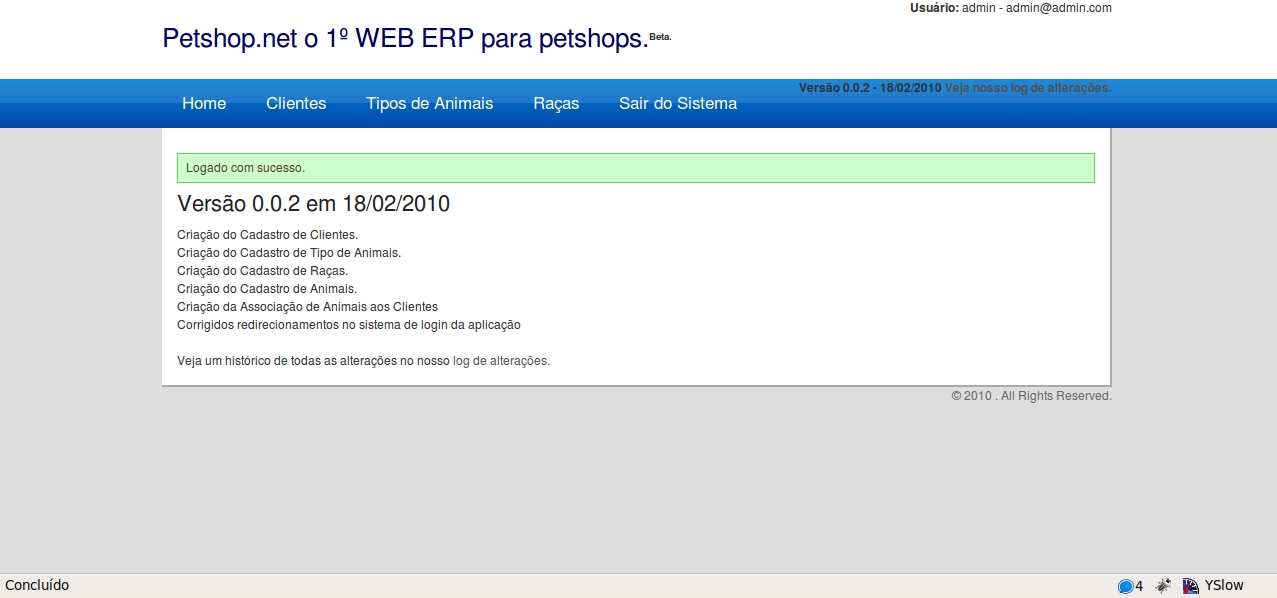 Usuário: admin - admin@admin.com
Petshop.net o 1º WEB ERP para petshops.Beta.
Versão 0.0.2 - 18/02/2010 Veja nosso log de alterações.
Home Clientes Tipos de Animais Raças Sair do Sistema
Logado com sucesso.
Versão 0.0.2 em 18/02/2010
Criação do Cadastro de Clientes.
Criação do Cadastro de Tipo de Animais.
Criação do Cadastro de Raças.
Criação do Cadastro de Animais.
Criação da Associação de Animais aos Clientes
Corrigidos redirecionamentos no sistema de login da aplicação
Veja um histórico de todas as alterações no nosso log de alterações.
© 2010 . All Rights Reserved.
Concluído 4 YSlow